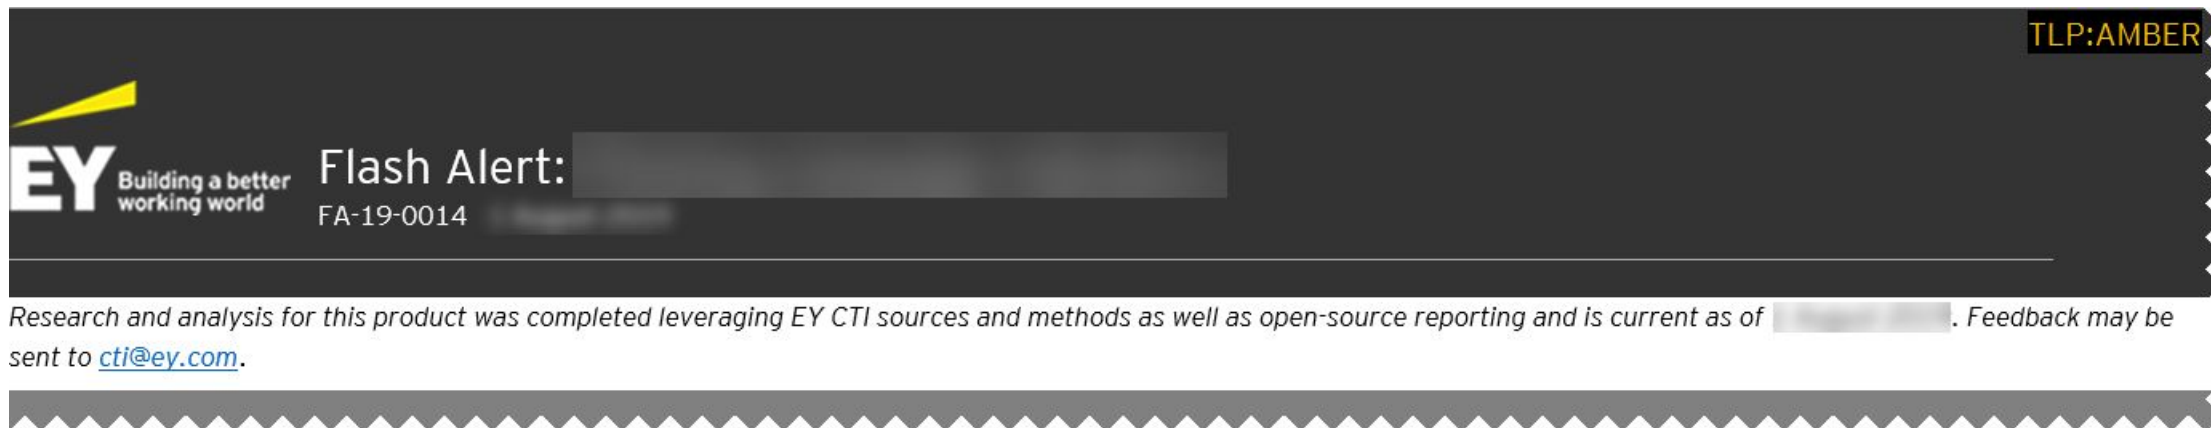 TLP:AMBER
EY Building a better
working world
Flash Alert:
FA-19-0014
Research and analysis for this product was completed leveraging EY CTI sources and methods as well as open-source reporting and is current as of . Feedback may be
sent to cti@ey.com.